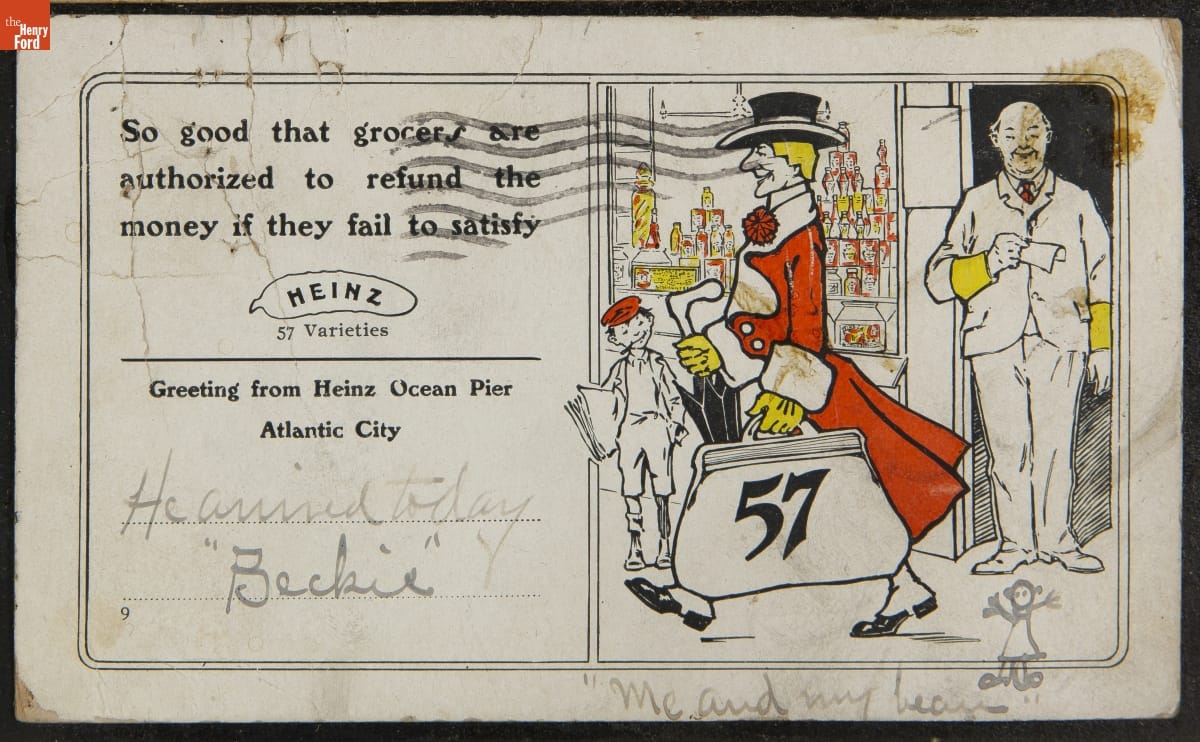 the
Henry
Ford
So good that grocers are
authorized to refund the
money if they fail to satisfy
HEINZ
57 Varieties
Greeting from Heinz Ocean Pier
Atlantic City
He arrived today
"Beckie"
9
57
"Me and my beau"